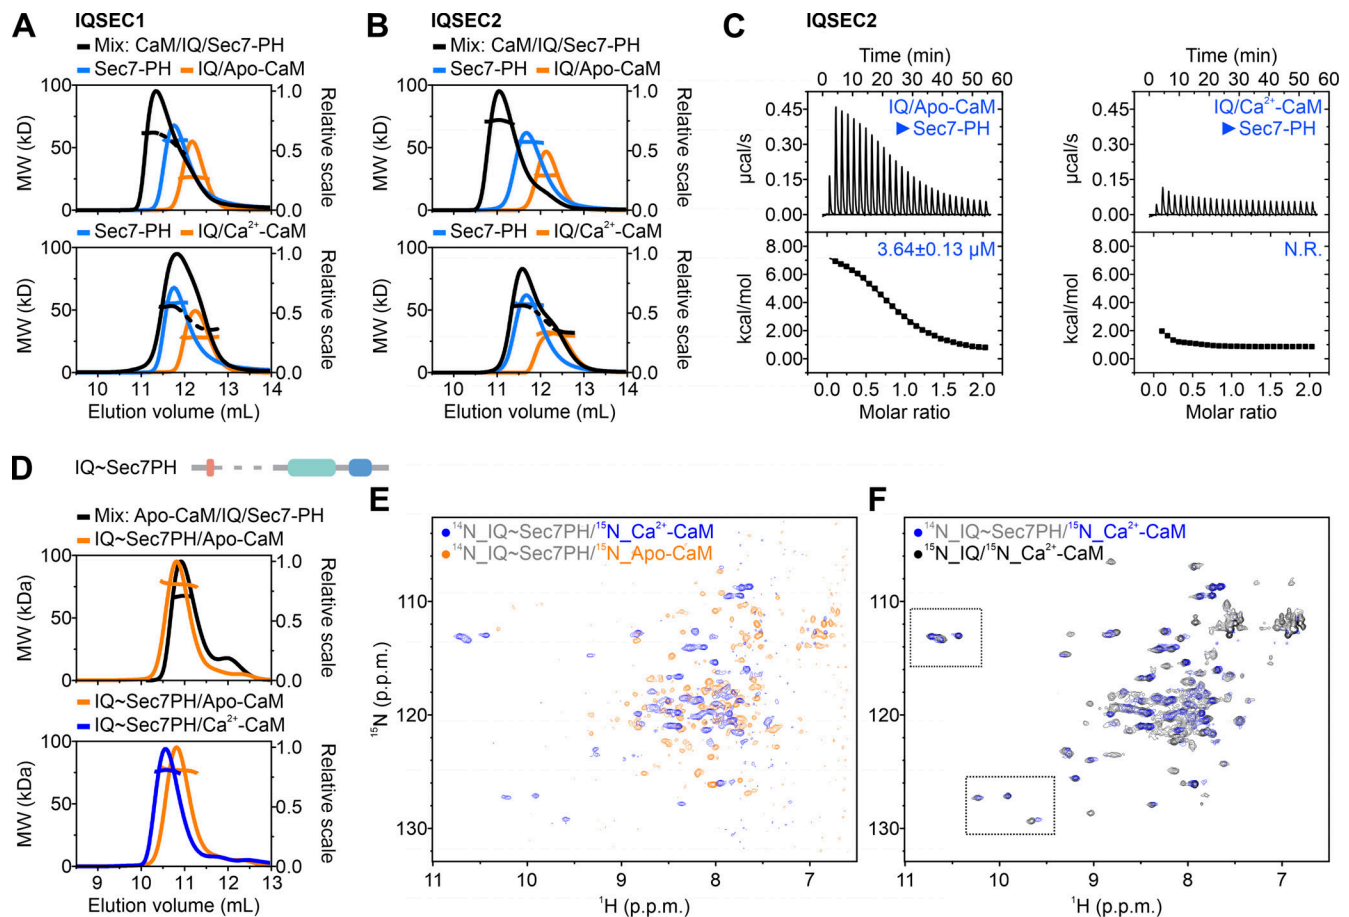 A IQSEC1
Mix: CaM/IQ/Sec7-PH
Sec7-PH IQ/Apo-CaM
100
50
0
MW (kD)
1.0
0.5
0.0
Relative scale
Sec7-PH IQ/Ca²⁺-CaM
100
50
0
MW (kD)
1.0
0.5
0.0
Relative scale
10 11 12 13 14
Elution volume (mL)
B IQSEC2
Mix: CaM/IQ/Sec7-PH
Sec7-PH IQ/Apo-CaM
100
50
0
MW (kD)
1.0
0.5
0.0
Relative scale
Sec7-PH IQ/Ca²⁺-CaM
100
50
0
MW (kD)
1.0
0.5
0.0
Relative scale
10 11 12 13 14
Elution volume (mL)
C IQSEC2
Time (min)
0 10 20 30 40 50 60
IQ/Apo-CaM
▶ Sec7-PH
0.45
0.30
0.15
0.00
µcal/s
3.64±0.13 µM
8.00
6.00
4.00
2.00
0.00
kcal/mol
0.0 0.5 1.0 1.5 2.0
Molar ratio
Time (min)
0 10 20 30 40 50 60
IQ/Ca²⁺-CaM
▶ Sec7-PH
0.45
0.30
0.15
0.00
µcal/s
N.R.
8.00
6.00
4.00
2.00
0.00
kcal/mol
0.0 0.5 1.0 1.5 2.0
Molar ratio
D IQ~Sec7PH
Mix: Apo-CaM/IQ/Sec7-PH
IQ~Sec7PH/Apo-CaM
100
50
0
MW (kDa)
1.0
0.5
0.0
Relative scale
IQ~Sec7PH/Apo-CaM
IQ~Sec7PH/Ca²⁺-CaM
100
50
0
MW (kDa)
1.0
0.5
0.0
Relative scale
9 10 11 12 13
Elution volume (mL)
E
¹⁴N_IQ~Sec7PH/¹⁵N_Ca²⁺-CaM
¹⁴N_IQ~Sec7PH/¹⁵N_Apo-CaM
110
120
130
¹⁵N (p.p.m.)
11 10 9 8 7
¹H (p.p.m.)
F
¹⁴N_IQ~Sec7PH/¹⁵N_Ca²⁺-CaM
¹⁵N_IQ/¹⁵N_Ca²⁺-CaM
110
120
130
11 10 9 8 7
¹H (p.p.m.)